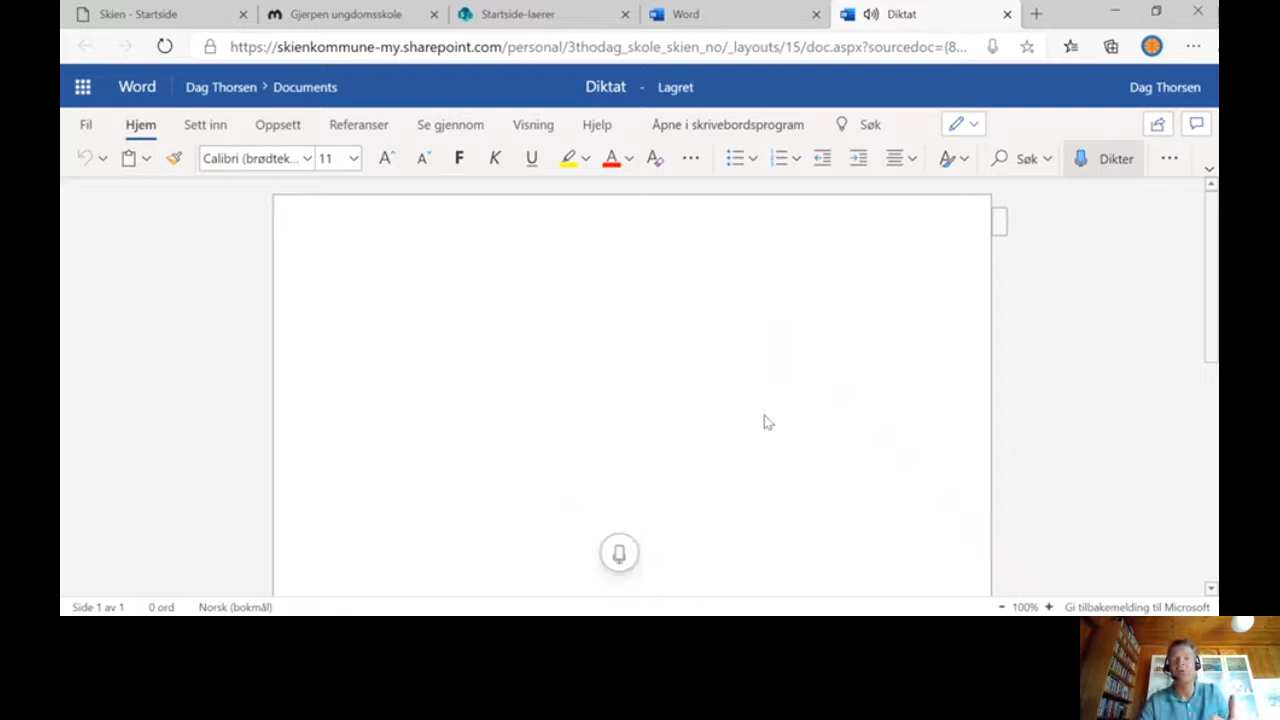 Skien - Startside
Gjerpen ungdomsskole
Startside-laerer
Word
Diktat
https://skienkommune-my.sharepoint.com/personal/3thodag_skole_skien_no/_layouts/15/doc.aspx?sourcedoc={8...
Word Dag Thorsen > Documents Diktat - Lagret Dag Thorsen
Fil Hjem Sett inn Oppsett Referanser Se gjennom Visning Hjelp Åpne i skrivebordsprogram Søk
Calibri (brødtek... 11 A A F K U A A Søk Dikter
Side 1 av 1 0 ord Norsk (bokmål) - 100% + Gi tilbakemelding til Microsoft